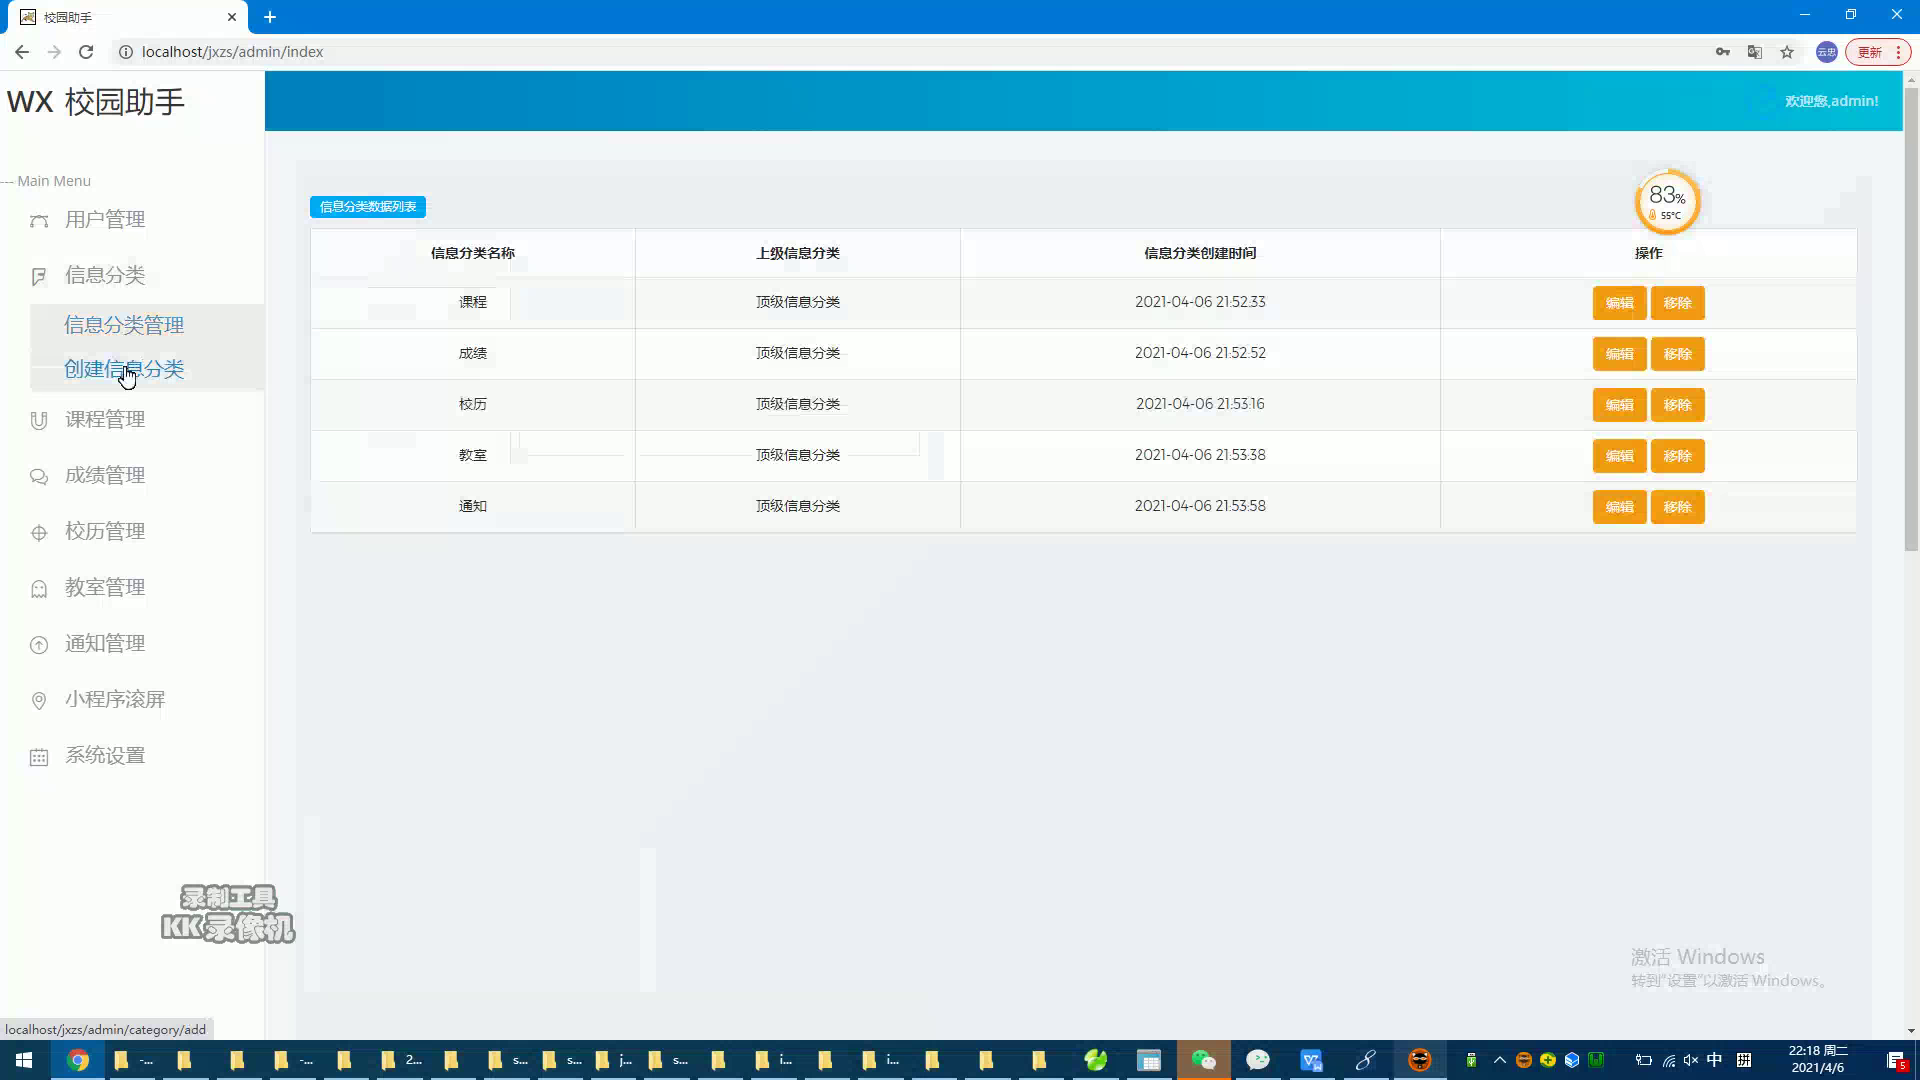 校园助手
localhost/jxzs/admin/index
云忠
更新
WX 校园助手
欢迎您,admin!
--- Main Menu
用户管理
信息分类
信息分类管理
创建信息分类
课程管理
成绩管理
校历管理
教室管理
通知管理
小程序滚屏
系统设置
83%
55°C
信息分类数据列表
信息分类名称 上级信息分类 信息分类创建时间 操作
课程 顶级信息分类 2021-04-06 21:52:33 编辑 移除
成绩 顶级信息分类 2021-04-06 21:52:52 编辑 移除
校历 顶级信息分类 2021-04-06 21:53:16 编辑 移除
教室 顶级信息分类 2021-04-06 21:53:38 编辑 移除
通知 顶级信息分类 2021-04-06 21:53:58 编辑 移除
录制工具
KK录像机
激活 Windows
转到"设置"以激活 Windows。
localhost/jxzs/admin/category/add
-... -... 2... s... s... j... s... i... i...
中
拼
22:18 周二
2021/4/6
5